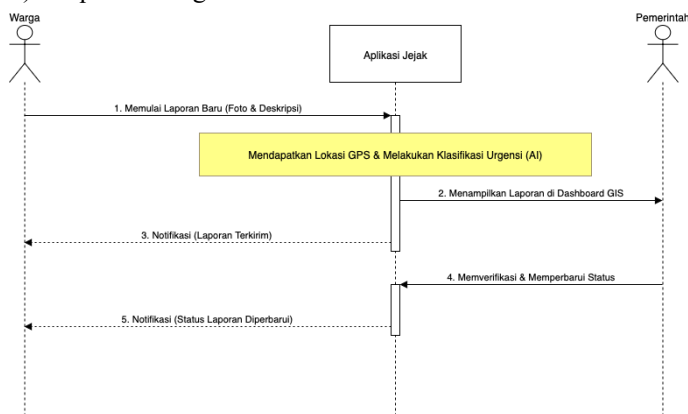 Warga
Pemerintah
Aplikasi Jejak
1. Memulai Laporan Baru (Foto & Deskripsi)
Mendapatkan Lokasi GPS & Melakukan Klasifikasi Urgensi (AI)
2. Menampilkan Laporan di Dashboard GIS
3. Notifikasi (Laporan Terkirim)
4. Memverifikasi & Memperbarui Status
5. Notifikasi (Status Laporan Diperbarui)